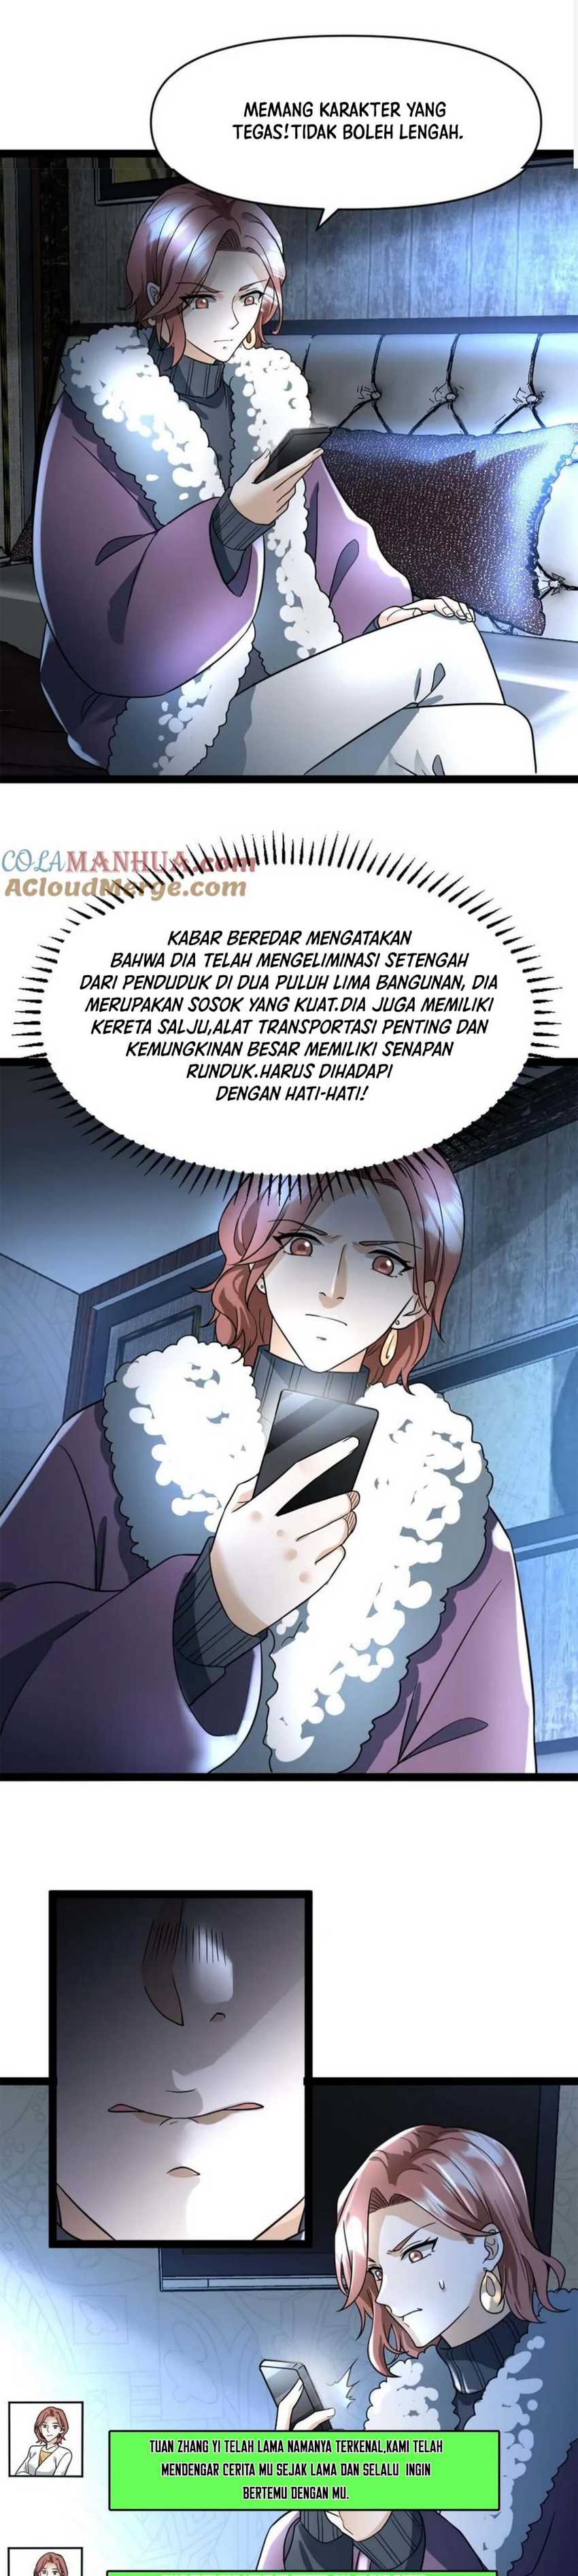 MEMANG KARAKTER YANG
TEGAS!TIDAK BOLEH LENGAH.
COLAMANHUA.com
ACloudMerge.com
KABAR BEREDAR MENGATAKAN
BAHWA DIA TELAH MENGELIMINASI SETENGAH
DARI PENDUDUK DI DUA PULUH LIMA BANGUNAN, DIA
MERUPAKAN SOSOK YANG KUAT.DIA JUGA MEMILIKI
KERETA SALJU,ALAT TRANSPORTASI PENTING DAN
KEMUNGKINAN BESAR MEMILIKI SENAPAN
RUNDUK.HARUS DIHADAPI
DENGAN HATI-HATI!
TUAN ZHANG YI TELAH LAMA NAMANYA TERKENAL,KAMI TELAH
MENDENGAR CERITA MU SEJAK LAMA DAN SELALU INGIN
BERTEMU DENGAN MU.